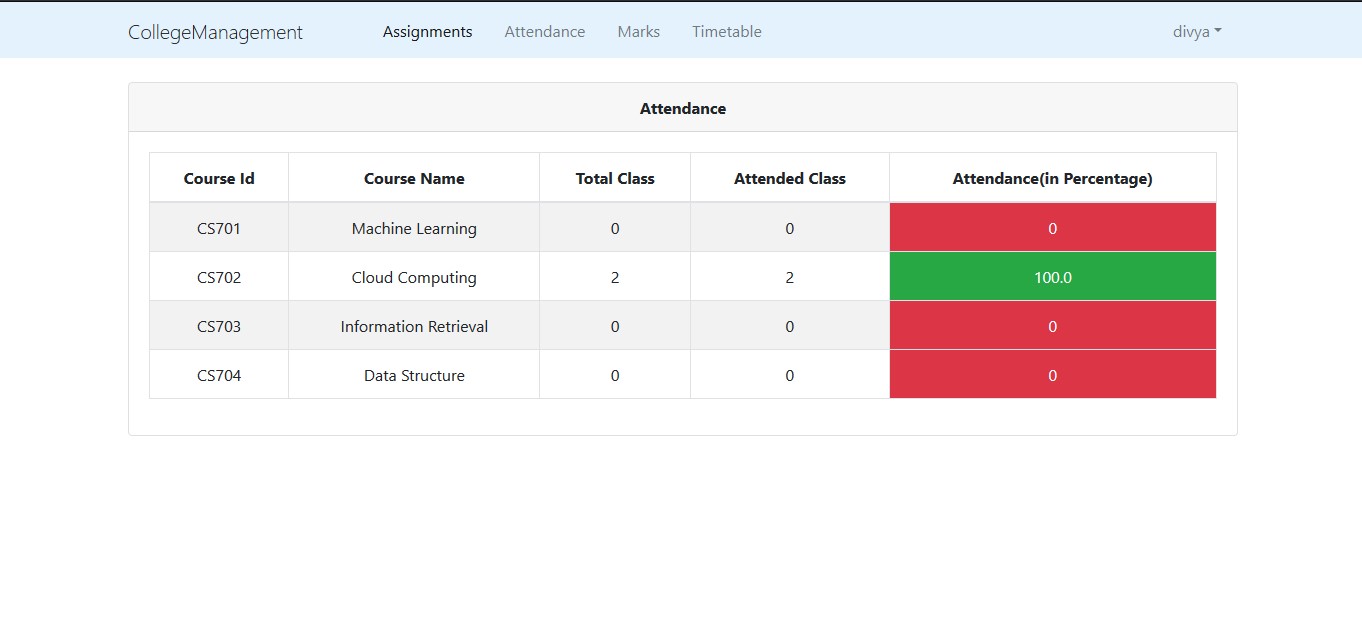 CollegeManagement Assignments Attendance Marks Timetable divya
Attendance
Course Id Course Name Total Class Attended Class Attendance(in Percentage)
CS701 Machine Learning 0 0 0
CS702 Cloud Computing 2 2 100.0
CS703 Information Retrieval 0 0 0
CS704 Data Structure 0 0 0